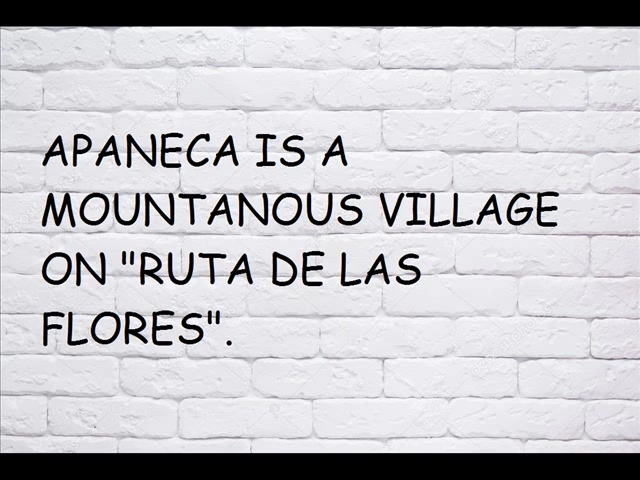 APANECA IS A
MOUNTANOUS VILLAGE
ON "RUTA DE LAS
FLORES".